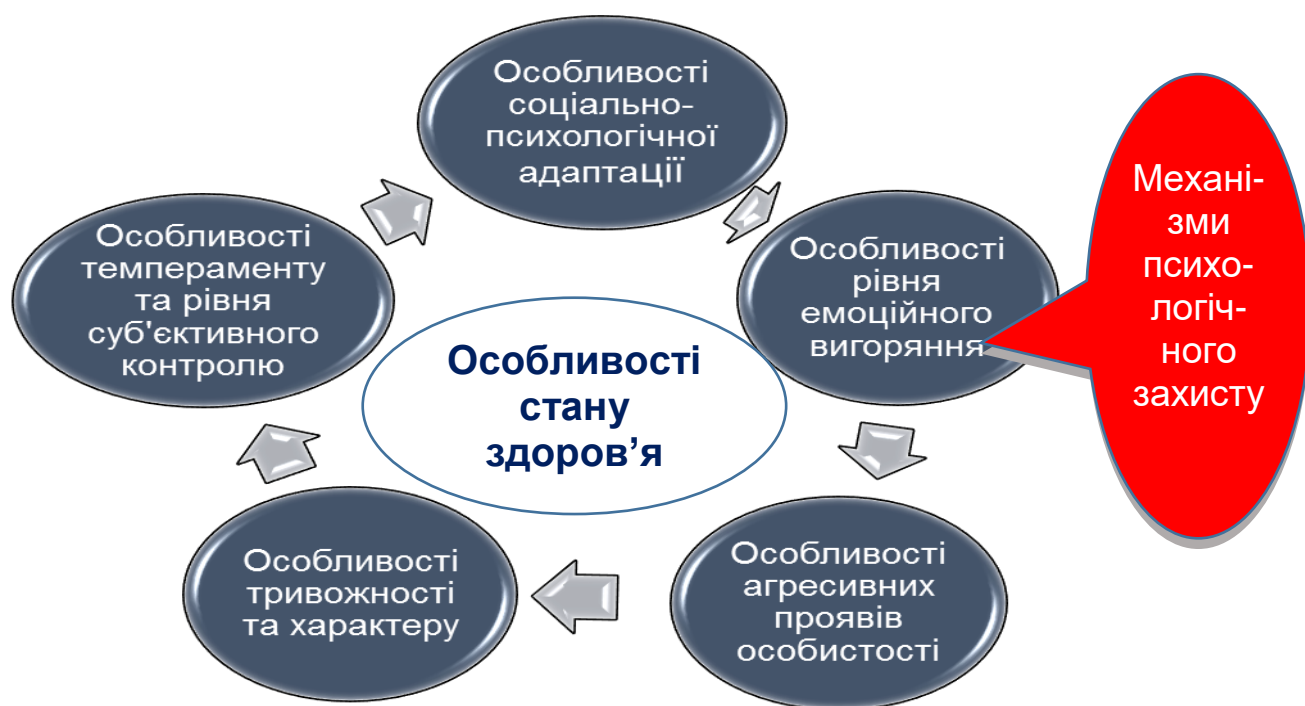 Особливості
соціально-
психологічної
адаптації
Особливості
темпераменту
та рівня
суб'єктивного
контролю
Особливості
рівня
емоційного
вигоряння
Механі-
зми
психо-
логіч-
ного
захисту
Особливості
стану
здоров’я
Особливості
тривожності
та характеру
Особливості
агресивних
проявів
особистості